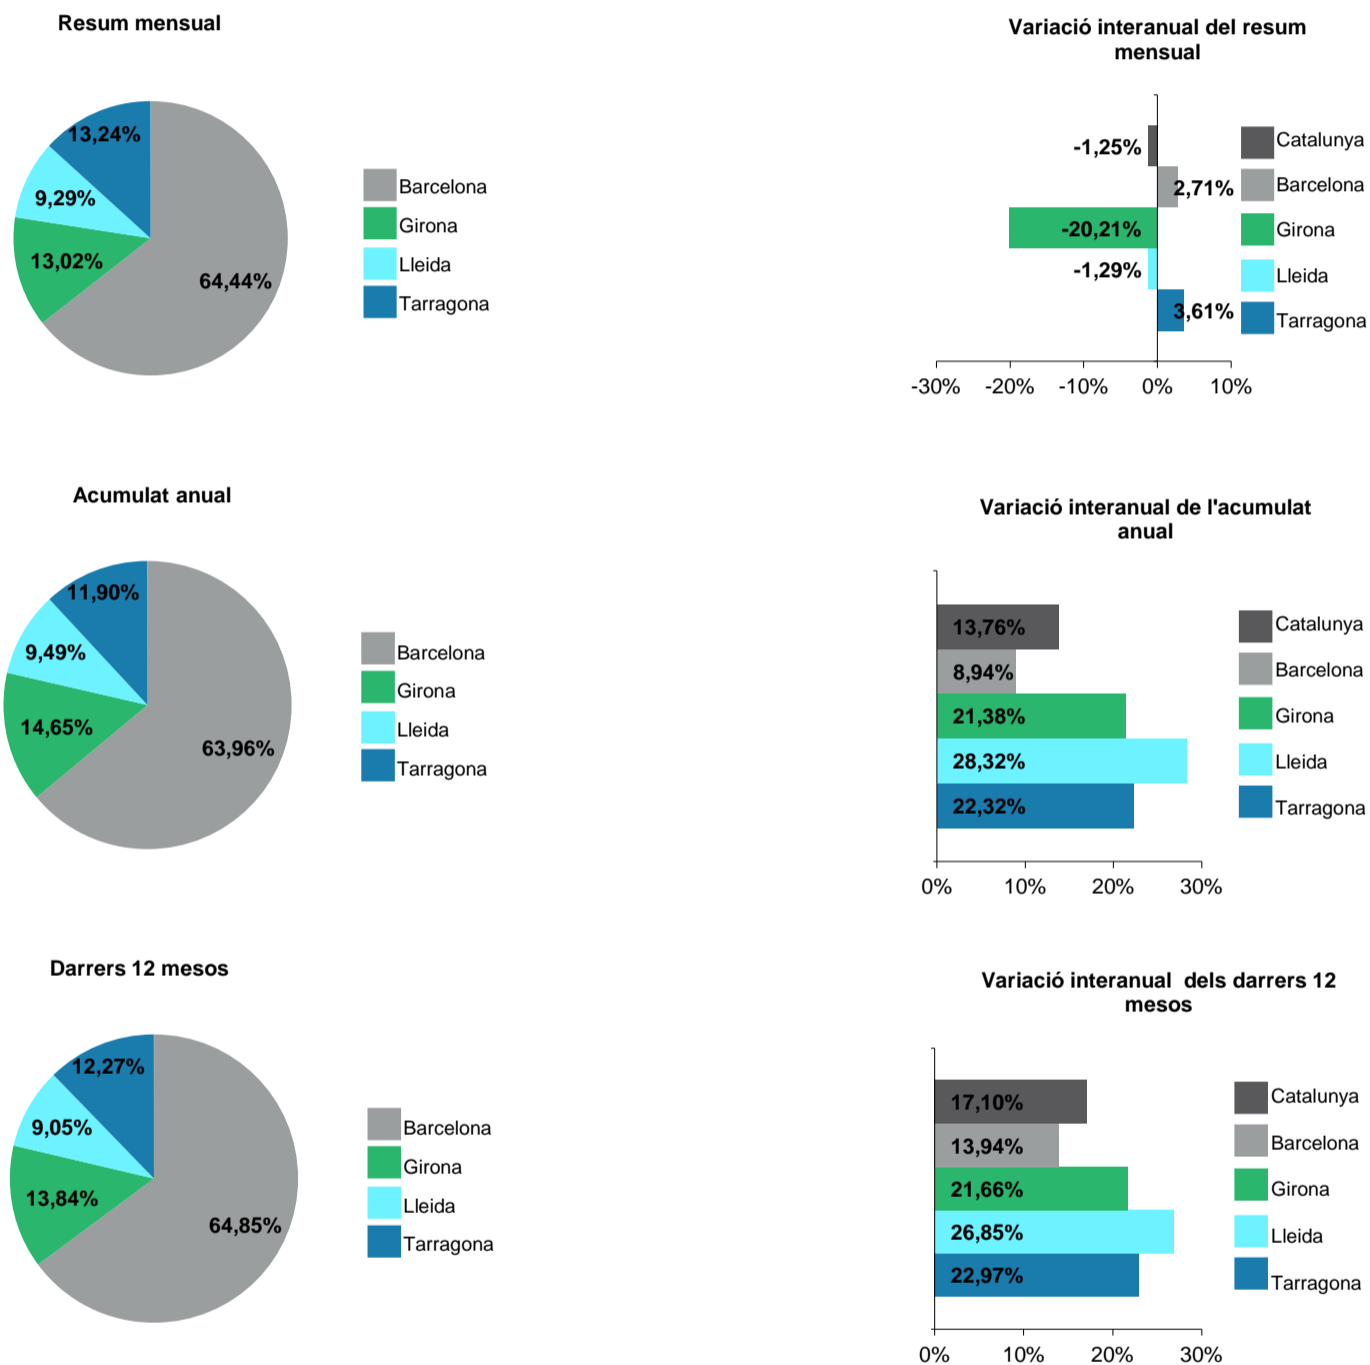 Resum mensual
13,24%
9,29%
13,02%
64,44%
Barcelona
Girona
Lleida
Tarragona
Variació interanual del resum
mensual
-1,25%
2,71%
-20,21%
-1,29%
3,61%
Catalunya
Barcelona
Girona
Lleida
Tarragona
-30% -20% -10% 0% 10%
Acumulat anual
11,90%
9,49%
14,65%
63,96%
Barcelona
Girona
Lleida
Tarragona
Variació interanual de l'acumulat
anual
13,76%
8,94%
21,38%
28,32%
22,32%
Catalunya
Barcelona
Girona
Lleida
Tarragona
0% 10% 20% 30%
Darrers 12 mesos
12,27%
9,05%
13,84%
64,85%
Barcelona
Girona
Lleida
Tarragona
Variació interanual  dels darrers 12
mesos
17,10%
13,94%
21,66%
26,85%
22,97%
Catalunya
Barcelona
Girona
Lleida
Tarragona
0% 10% 20% 30%